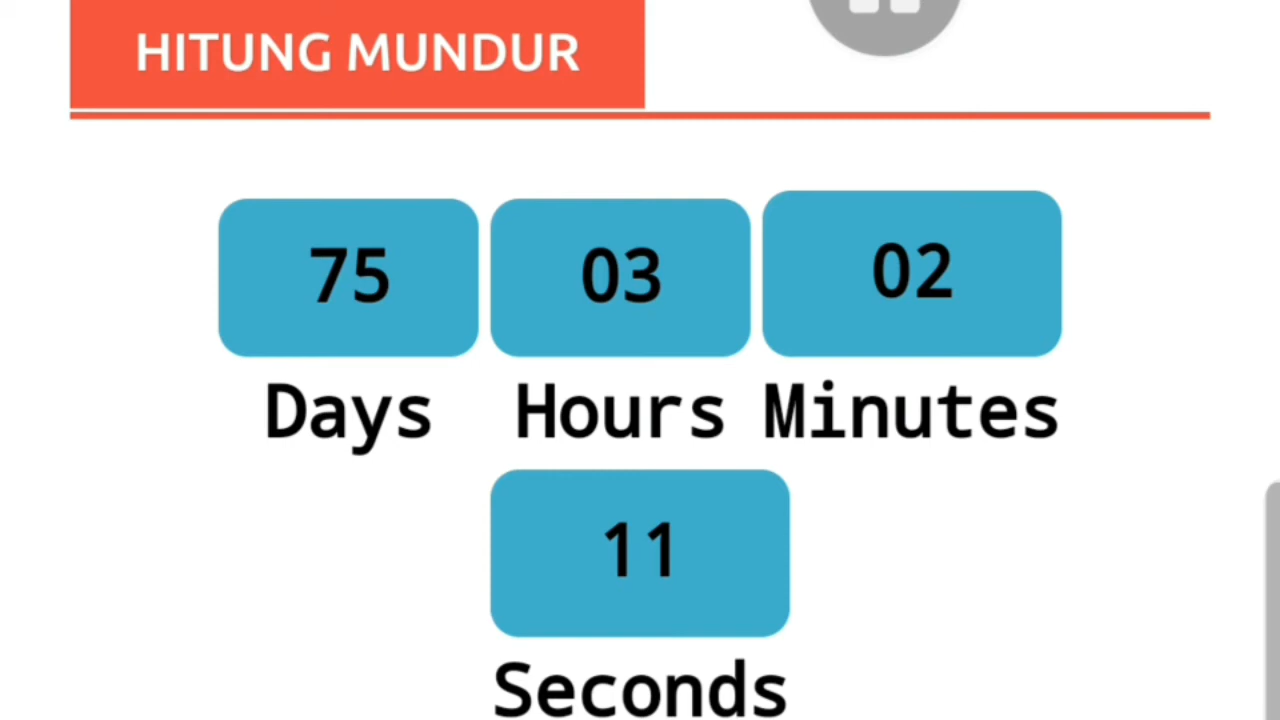 HITUNG MUNDUR
75 03 02
Days Hours Minutes
11
Seconds